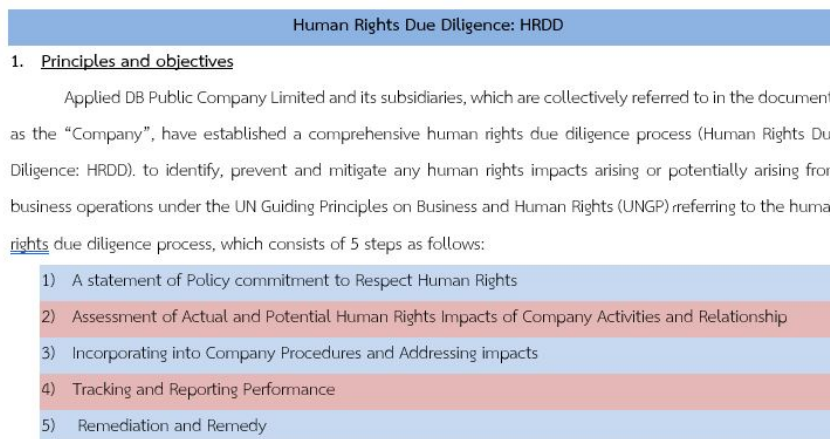 Human Rights Due Diligence: HRDD
1. Principles and objectives
Applied DB Public Company Limited and its subsidiaries, which are collectively referred to in the document
as the “Company”, have established a comprehensive human rights due diligence process (Human Rights Du
Diligence: HRDD). to identify, prevent and mitigate any human rights impacts arising or potentially arising fror
business operations under the UN Guiding Principles on Business and Human Rights (UNGP) rreferring to the huma
rights due diligence process, which consists of 5 steps as follows:
1) A statement of Policy commitment to Respect Human Rights
2) Assessment of Actual and Potential Human Rights Impacts of Company Activities and Relationship
3) Incorporating into Company Procedures and Addressing impacts
4) Tracking and Reporting Performance
5) Remediation and Remedy